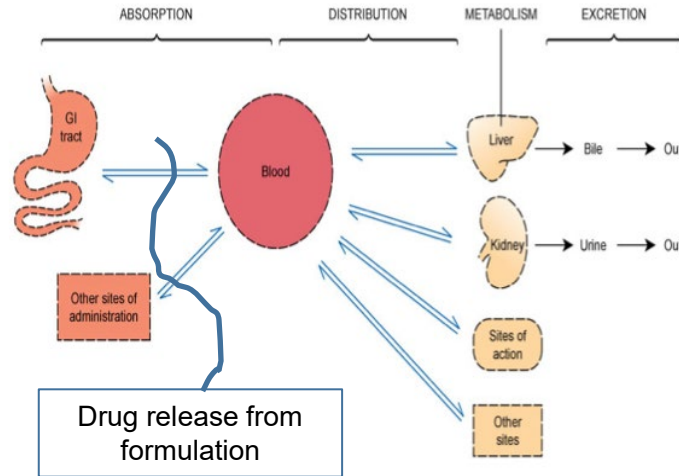 ABSORPTION
DISTRIBUTION
METABOLISM
EXCRETION
GI
tract
Blood
Liver
Bile
Ou
Kidney
Urine
Ou
Other sites of
administration
Sites of
action
Other
sites
Drug release from
formulation